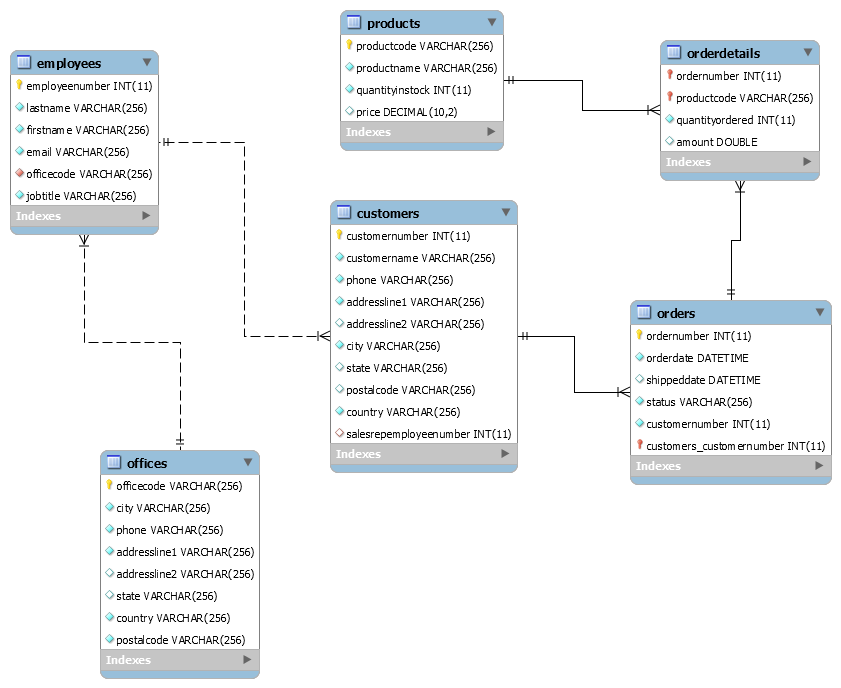 products
productcode VARCHAR(256)
productname VARCHAR(256)
quantityinstock INT(11)
price DECIMAL(10,2)
Indexes
orderdetails
ordernumber INT(11)
productcode VARCHAR(256)
quantityordered INT(11)
amount DOUBLE
Indexes
employees
employeenumber INT(11)
lastname VARCHAR(256)
firstname VARCHAR(256)
email VARCHAR(256)
officecode VARCHAR(256)
jobtitle VARCHAR(256)
Indexes
customers
customernumber INT(11)
customername VARCHAR(256)
phone VARCHAR(256)
addressline1 VARCHAR(256)
addressline2 VARCHAR(256)
city VARCHAR(256)
state VARCHAR(256)
postalcode VARCHAR(256)
country VARCHAR(256)
salesrepemployeenumber INT(11)
Indexes
orders
ordernumber INT(11)
orderdate DATETIME
shippeddate DATETIME
status VARCHAR(256)
customernumber INT(11)
customers_customernumber INT(11)
Indexes
offices
officecode VARCHAR(256)
city VARCHAR(256)
phone VARCHAR(256)
addressline1 VARCHAR(256)
addressline2 VARCHAR(256)
state VARCHAR(256)
country VARCHAR(256)
postalcode VARCHAR(256)
Indexes